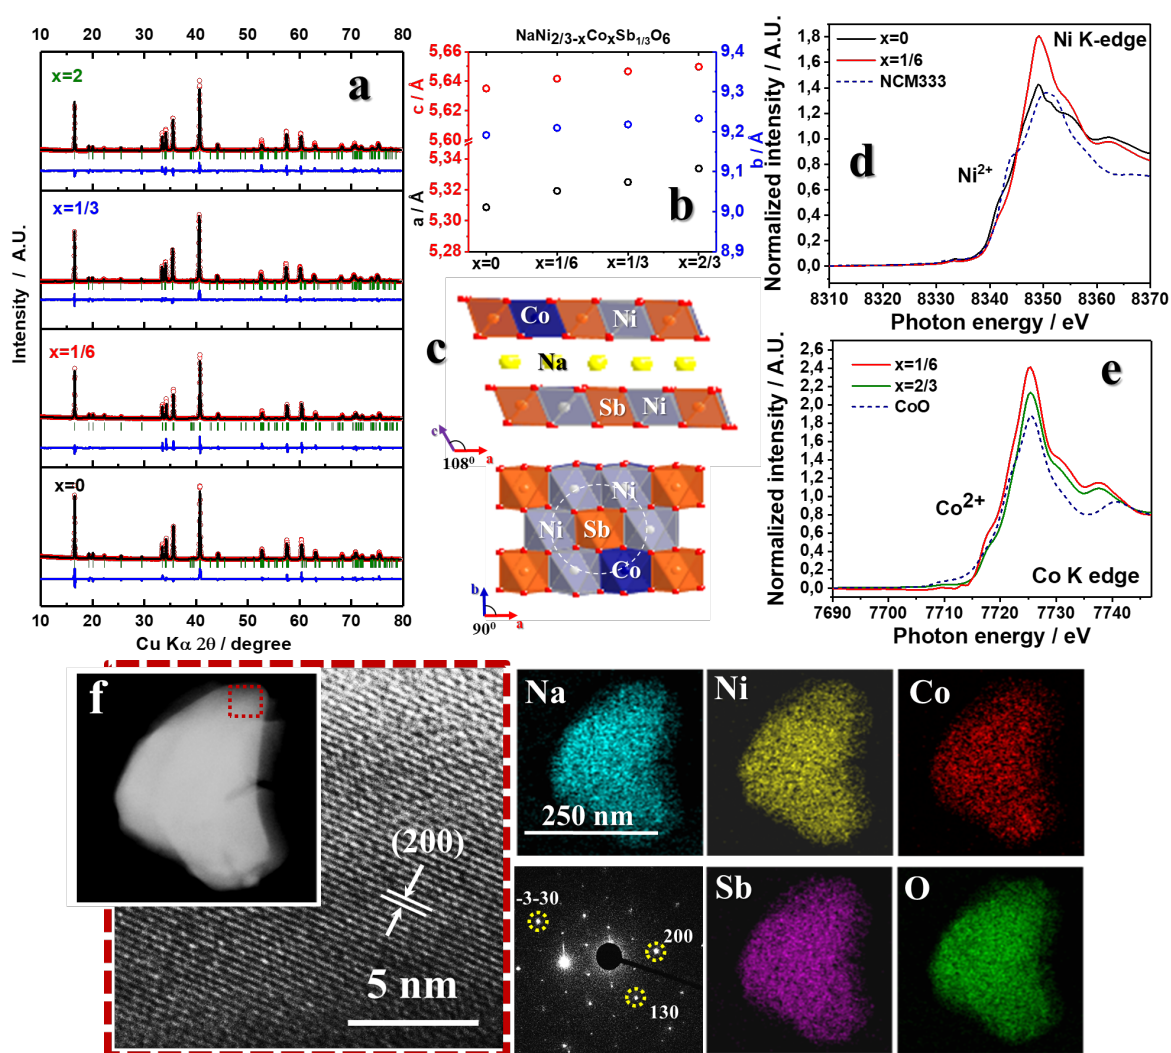 10 20 30 40 50 60 70 80
x=2
a
x=1/3
x=1/6
x=0
Intensity / A.U.
10 20 30 40 50 60 70 80
Cu Kα 2θ / degree
NaNi2/3-xCoxSb1/3O6
5,66
5,64
5,62
5,60
5,34
5,32
5,30
5,28
c / Å
a / Å
9,4
9,3
9,2
9,1
9,0
8,9
b / Å
b
x=0 x=1/6 x=1/3 x=2/3
c
Co Ni
Na
Sb Ni
c
108⁰ a
Ni
Ni Sb
Co
b
90⁰ a
Normalized intensity / A.U.
1,8
1,6
1,4
1,2
1,0
0,8
0,6
0,4
0,2
0,0
x=0
x=1/6
NCM333
Ni K-edge
d
Ni2+
8310 8320 8330 8340 8350 8360 8370
Photon energy / eV
Normalized intensity / A.U.
2,6
2,4
2,2
2,0
1,8
1,6
1,4
1,2
1,0
0,8
0,6
0,4
0,2
0,0
x=1/6
x=2/3
CoO
e
Co2+
Co K edge
7690 7700 7710 7720 7730 7740
Photon energy / eV
f
(200)
5 nm
Na
250 nm
Ni
Co
-3-30
200
130
Sb
O